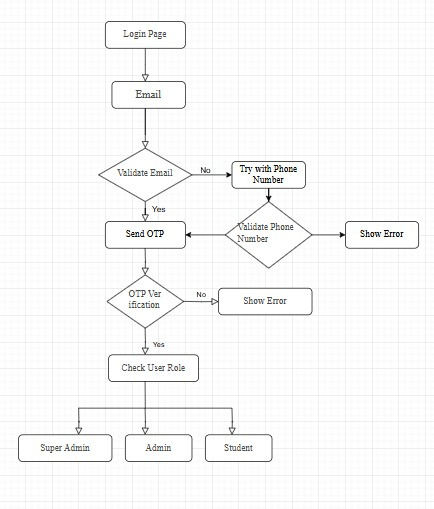 Login Page
Email
Validate Email
No
Try with Phone
Number
Yes
Send OTP
Validate Phone
Number
Show Error
OTP Ver
ification
No
Show Error
Yes
Check User Role
Super Admin
Admin
Student